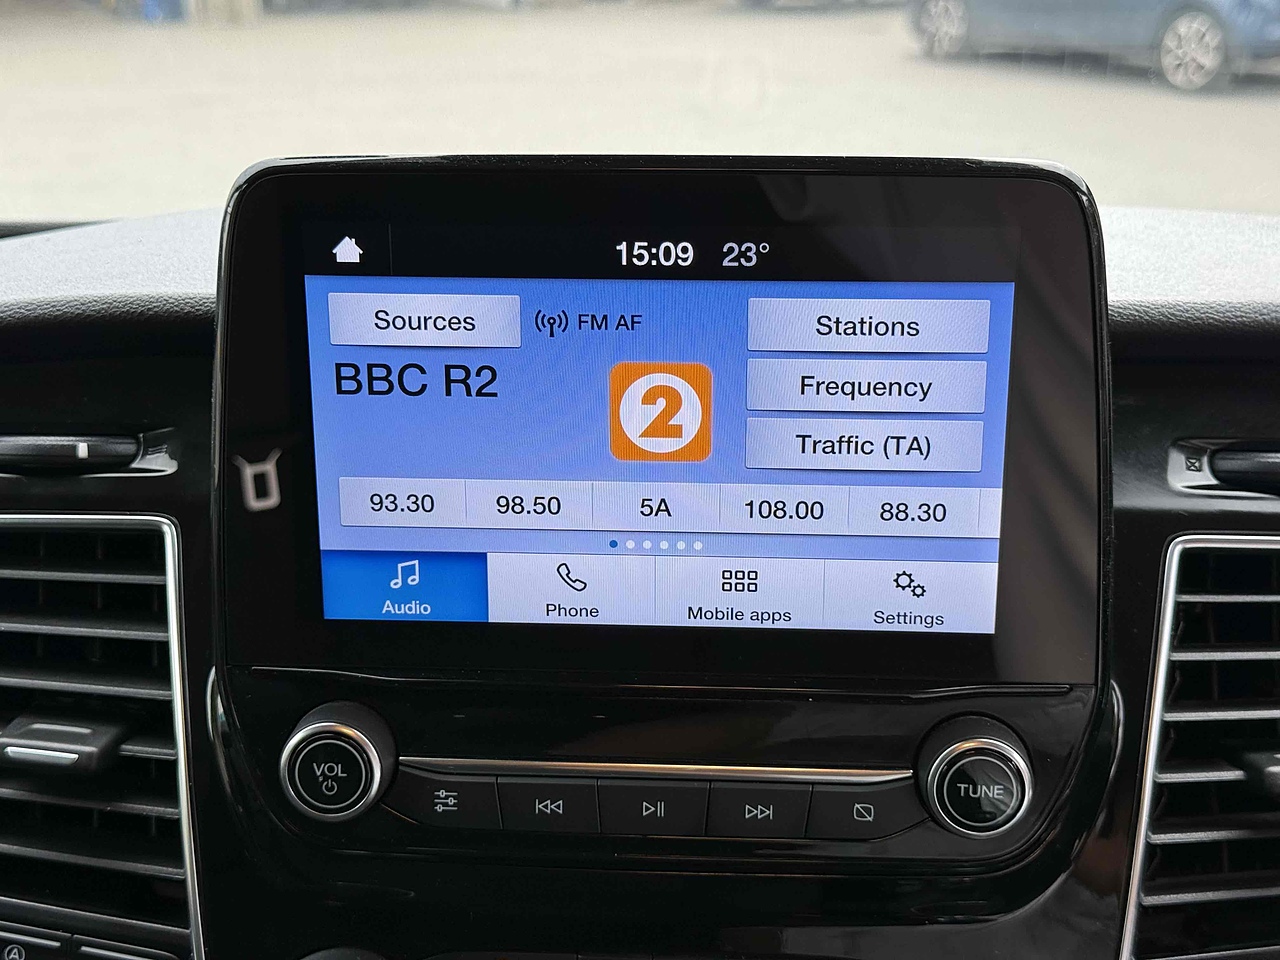 15:09 23°
Sources FM AF Stations
BBC R2
2
Frequency
Traffic (TA)
93.30 98.50 5A 108.00 88.30
Audio Phone Mobile apps Settings
VOL TUNE
A